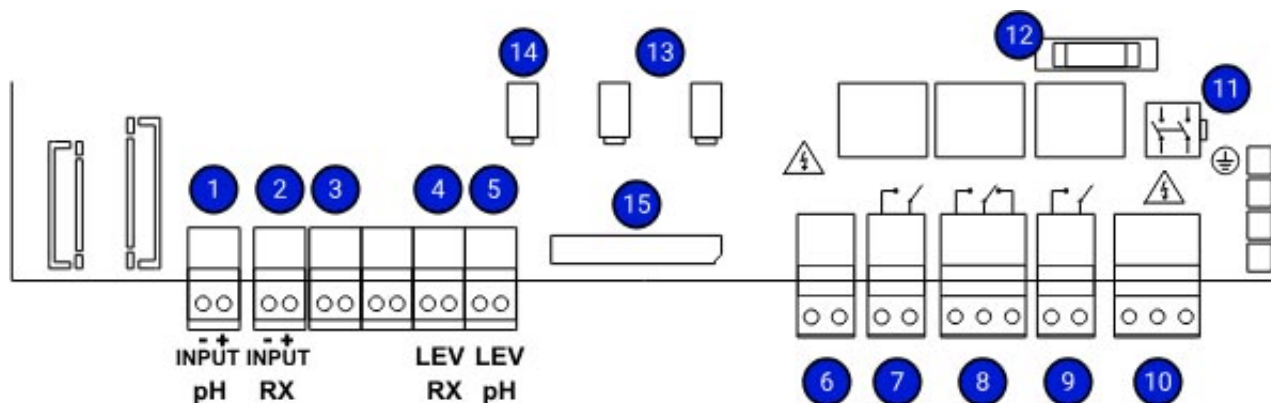 14 13 12
11
1 2 3 4 5
15
- + - +
INPUT INPUT LEV LEV
pH RX RX pH
6 7 8 9 10